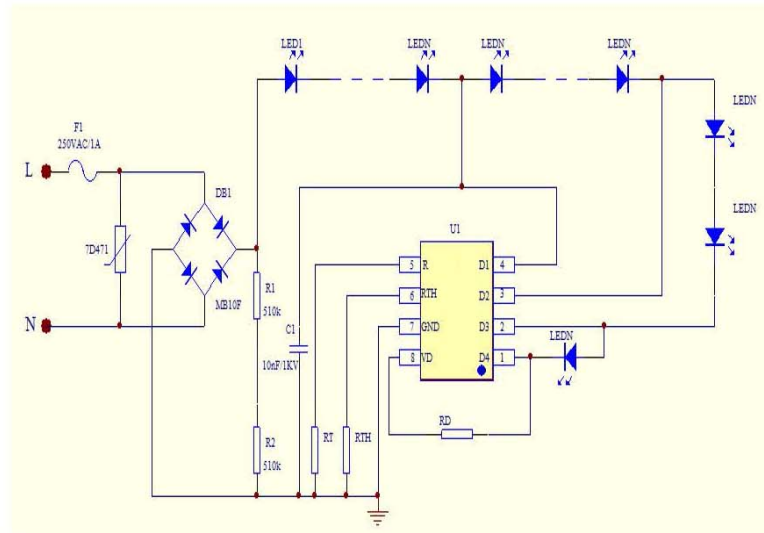 LED1
LEDN
LEDN
LEDN
LEDN
F1
250VAC/1A
L
DB1
LEDN
7D471
U1
5 R D1 4
6 RTH D2 3
7 GND D3 2
8 VD D4 1
R1
510k
MB10F
N
C1
10nF/1KV
LEDN
RD
R2
510k
RT
RTH